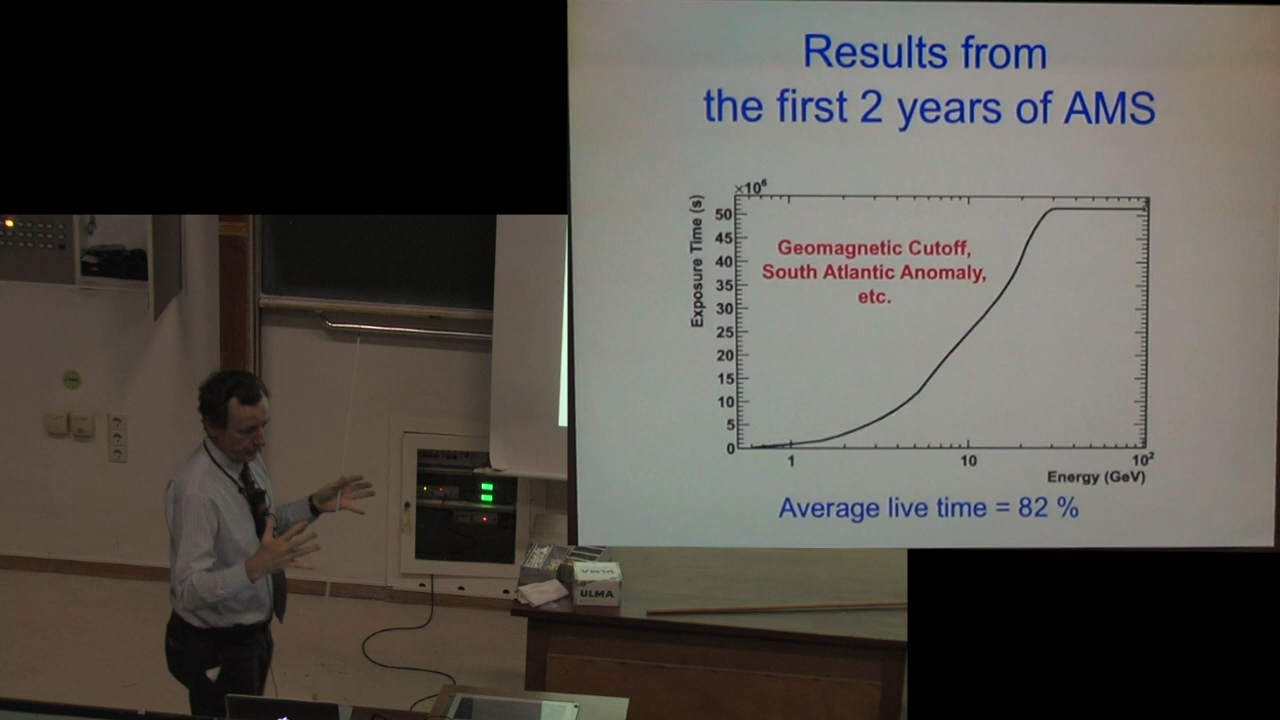 Results from
the first 2 years of AMS
×10⁶
Exposure Time (s)
50
45
40
35
30
25
20
15
10
5
0
Geomagnetic Cutoff,
South Atlantic Anomaly,
etc.
1 10 10²
Energy (GeV)
Average live time = 82 %
ULMA
ULMA